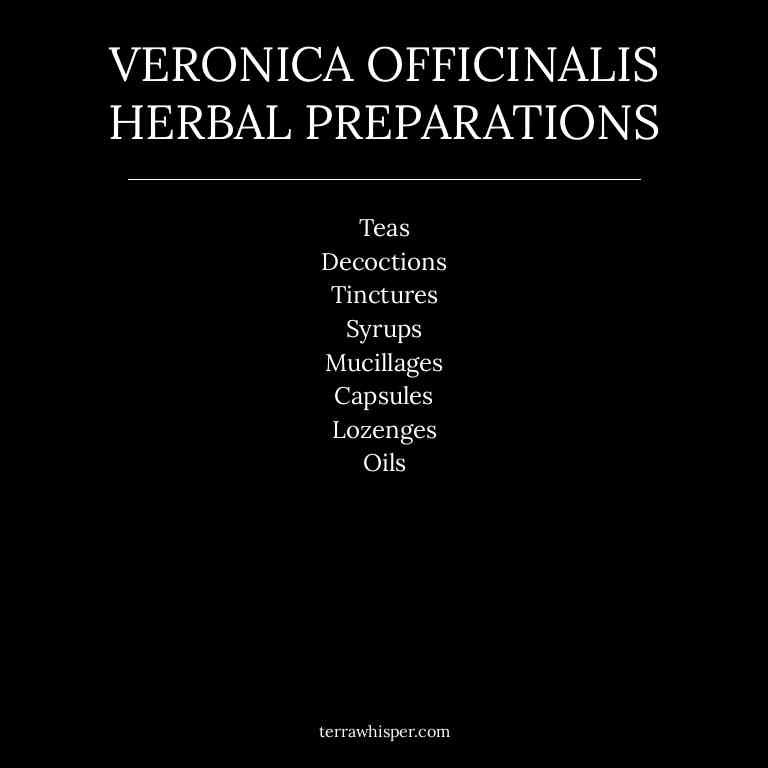 VERONICA OFFICINALIS
HERBAL PREPARATIONS
Teas
Decoctions
Tinctures
Syrups
Mucillages
Capsules
Lozenges
Oils
terrawhisper.com